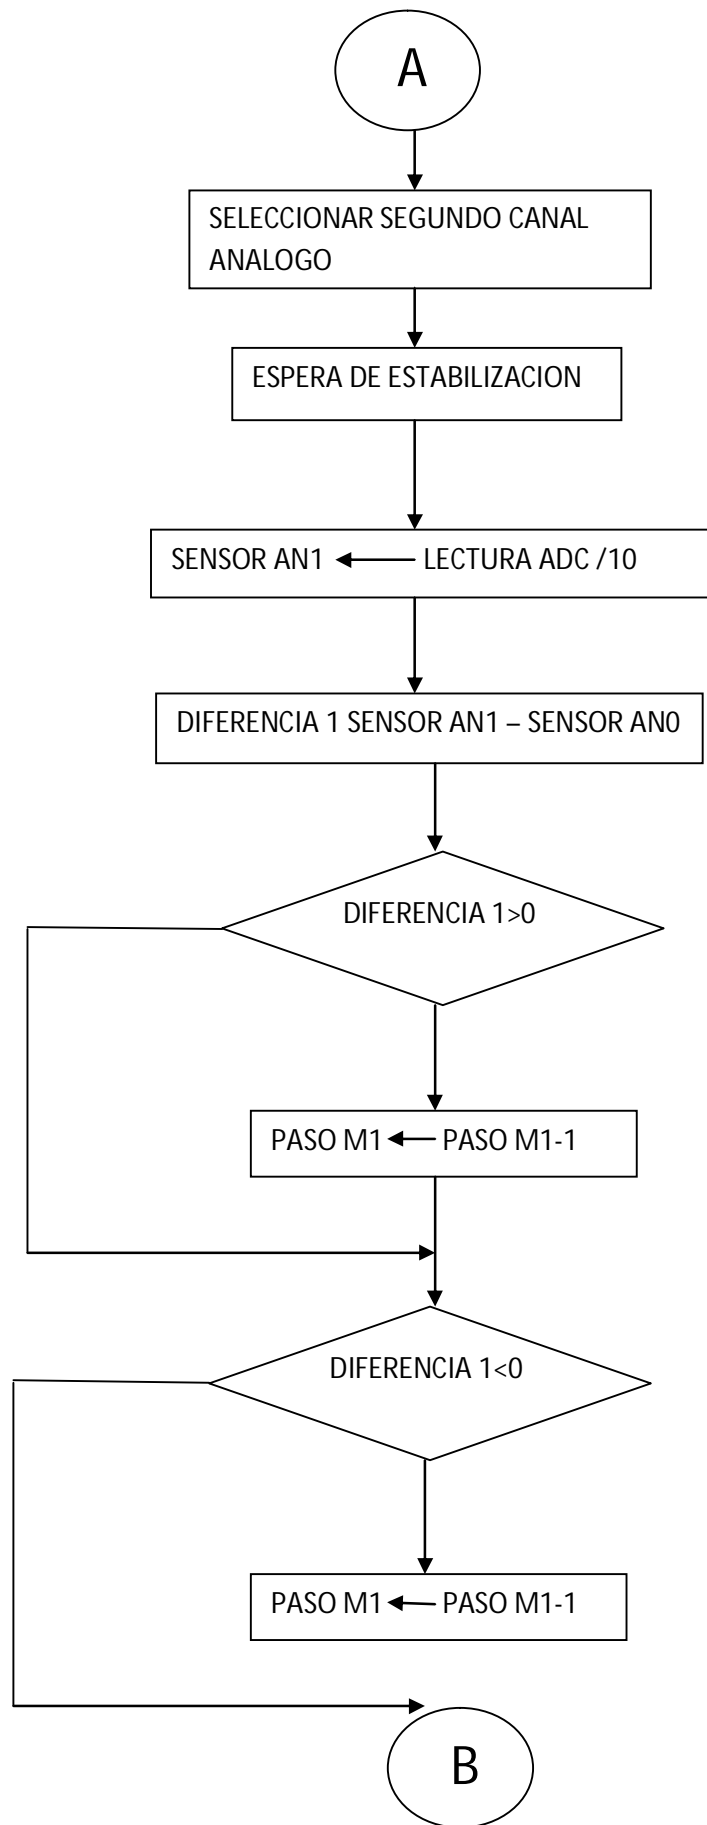 A
SELECCIONAR SEGUNDO CANAL
ANALOGO
ESPERA DE ESTABILIZACION
SENSOR AN1 ← LECTURA ADC /10
DIFERENCIA 1 SENSOR AN1 – SENSOR AN0
DIFERENCIA 1>0
PASO M1 ← PASO M1-1
DIFERENCIA 1<0
PASO M1 ← PASO M1-1
B